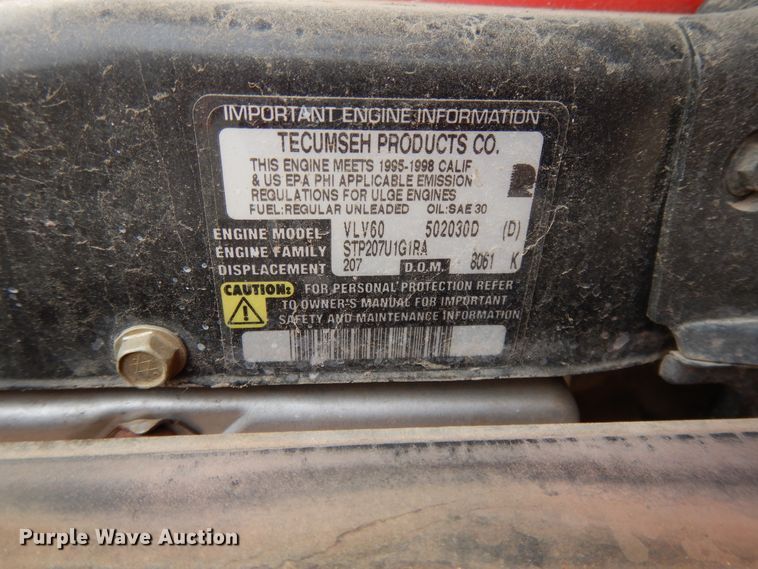 IMPORTANT ENGINE INFORMATION
TECUMSEH PRODUCTS CO.
THIS ENGINE MEETS 1995-1998 CALIF
& US EPA PHI APPLICABLE EMISSION
REGULATIONS FOR ULGE ENGINES
FUEL:REGULAR UNLEADED OIL:SAE 30
ENGINE MODEL VLV60 502030D (D)
ENGINE FAMILY STP207U1G1RA
DISPLACEMENT 207 D.O.M. 8061 K
CAUTION: FOR PERSONAL PROTECTION REFER
TO OWNER'S MANUAL FOR IMPORTANT
SAFETY AND MAINTENANCE INFORMATION
Purple Wave Auction